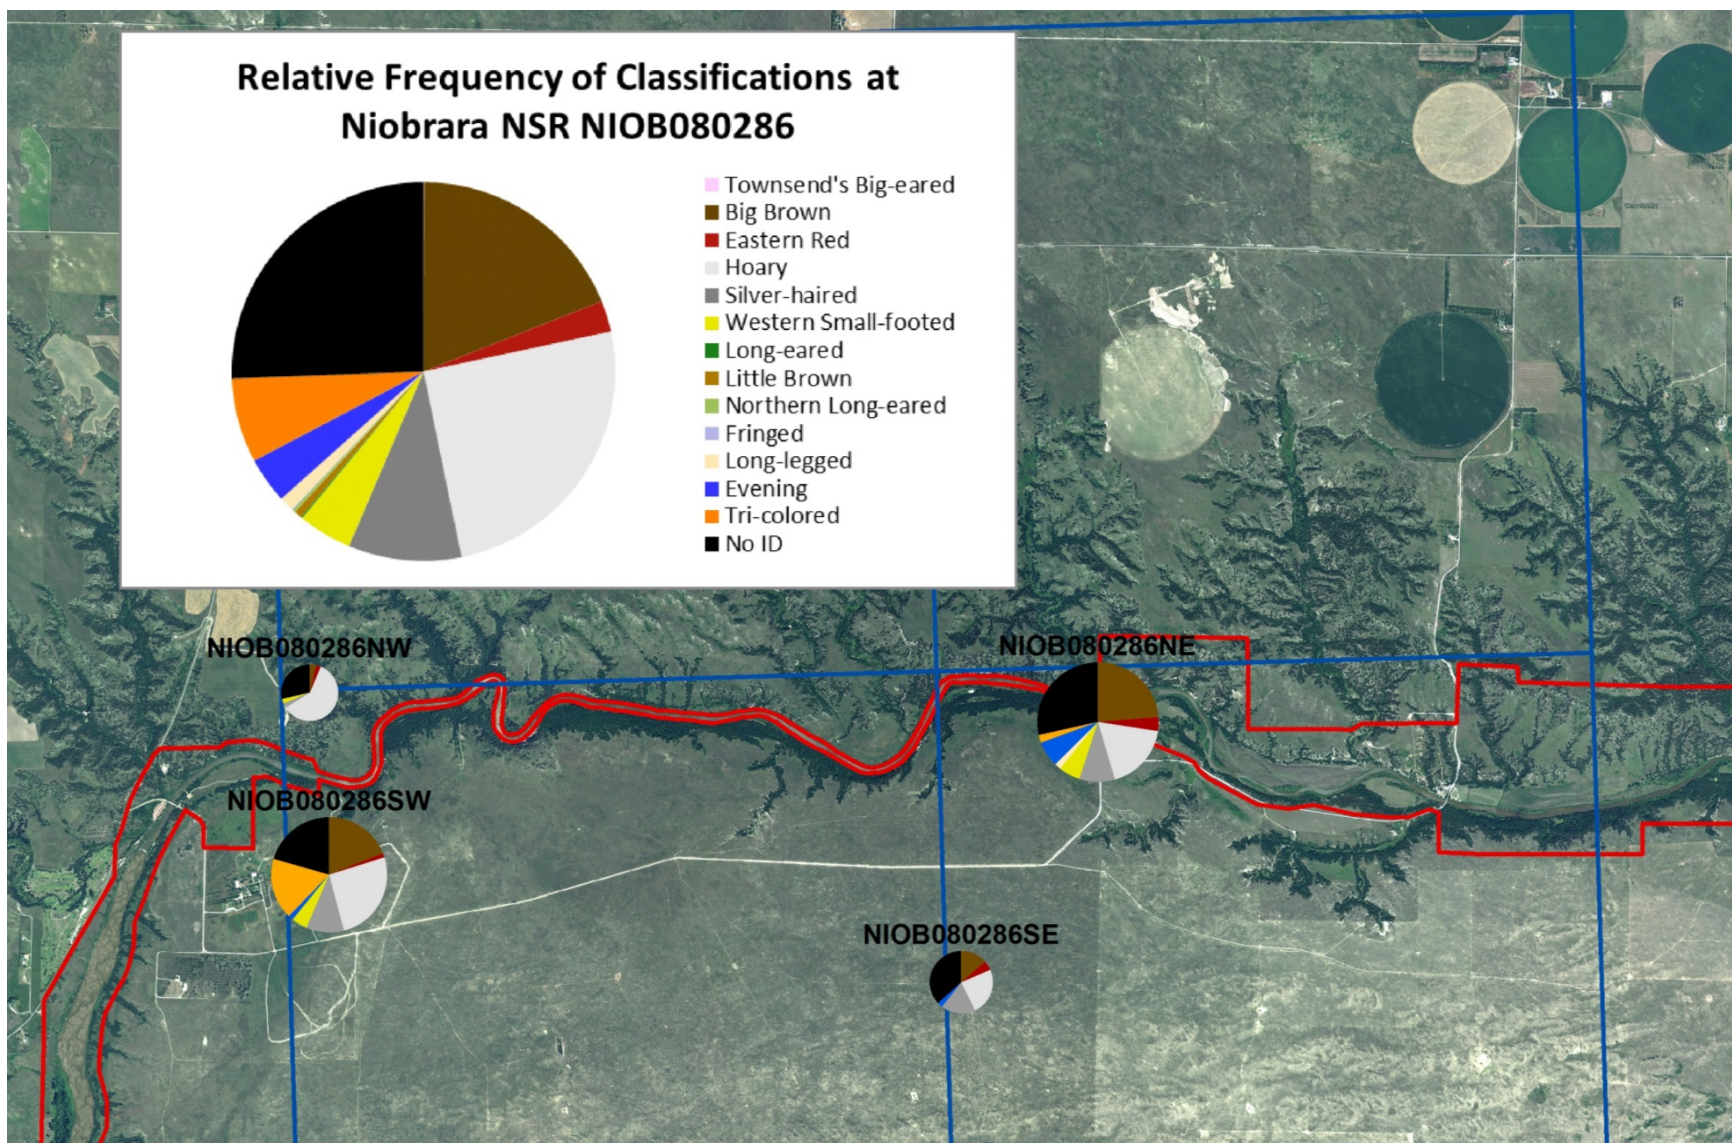 Relative Frequency of Classifications at
Niobrara NSR NIOB080286
Townsend's Big-eared
Big Brown
Eastern Red
Hoary
Silver-haired
Western Small-footed
Long-eared
Little Brown
Northern Long-eared
Fringed
Long-legged
Evening
Tri-colored
No ID
NIOB080286NW
NIOB080286NE
NIOB080286SW
NIOB080286SE